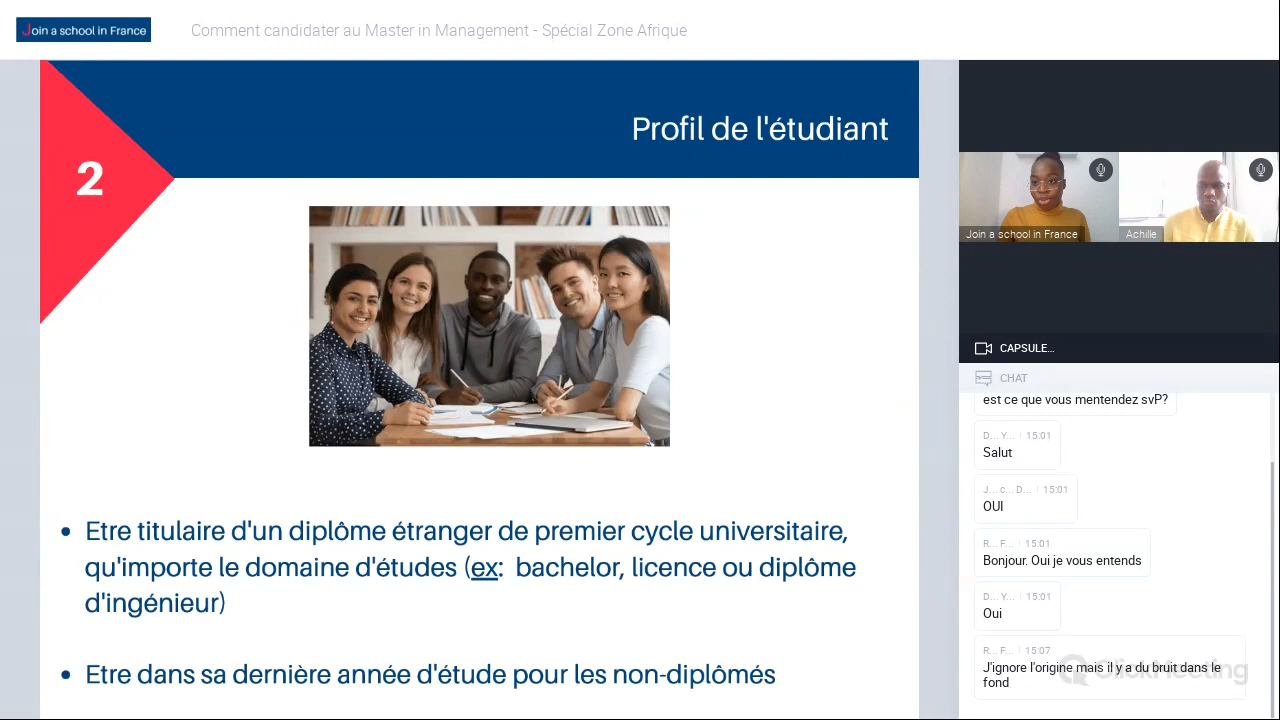 Join a school in France
Comment candidater au Master in Management - Spécial Zone Afrique
2
Profil de l'étudiant
• Etre titulaire d'un diplôme étranger de premier cycle universitaire,
qu'importe le domaine d'études (ex: bachelor, licence ou diplôme
d'ingénieur)
• Etre dans sa dernière année d'étude pour les non-diplômés
Join a school in France
Achille
CAPSULE...
CHAT
est ce que vous mentendez svP?
D... Y... | 15:01
Salut
J... c... D... | 15:01
OUI
R... F... | 15:01
Bonjour. Oui je vous entends
D... Y... | 15:01
Oui
R... F... | 15:07
J'ignore l'origine mais il y a du bruit dans le
fond
ClickMeeting